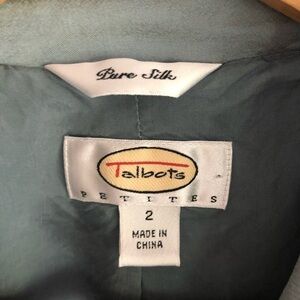 Pure Silk
Talbots
PETITES
2
MADE IN
CHINA